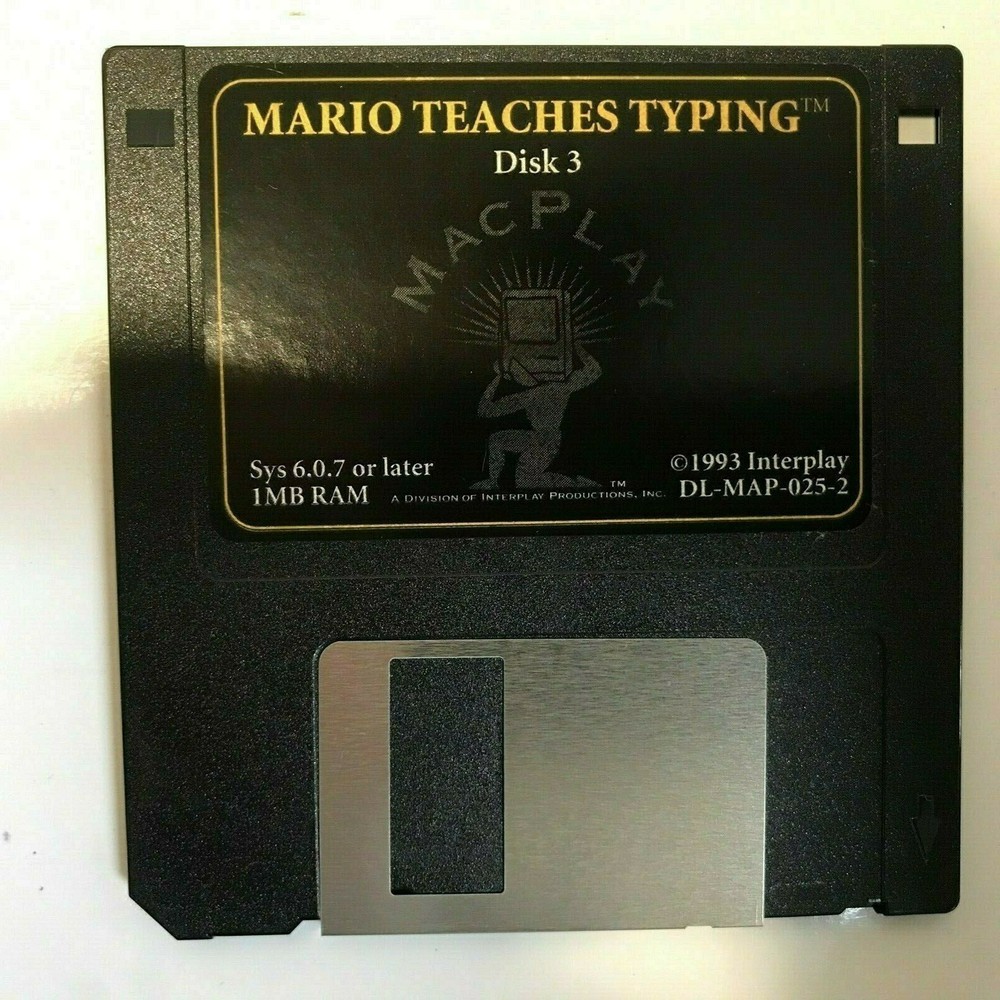 MARIO TEACHES TYPING™
Disk 3
MACPLAY
Sys 6.0.7 or later
1MB RAM
™
A DIVISION OF INTERPLAY PRODUCTIONS, INC.
©1993 Interplay
DL-MAP-025-2